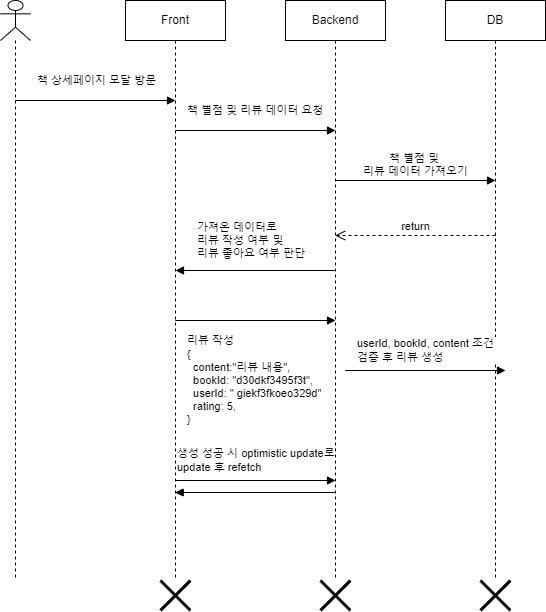 Front
Backend
DB
책 상세페이지 모달 방문
책 별점 및 리뷰 데이터 요청
책 별점 및
리뷰 데이터 가져오기
return
가져온 데이터로
리뷰 작성 여부 및
리뷰 좋아요 여부 판단
리뷰 작성
{
content:"리뷰 내용",
bookId: "d30dkf3495f3t",
userId: " giekf3fkoeo329d"
rating: 5,
}
userId, bookId, content 조건
검증 후 리뷰 생성
생성 성공 시 optimistic update로
update 후 refetch